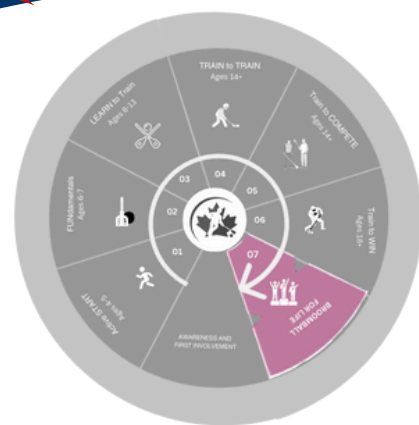 TRAIN to TRAIN
Ages 14+
Train to COMPETE
Ages 14+
Train to WIN
Ages 18+
BROOMBALL
FOR LIFE
AWARENESS AND
FIRST INVOLVEMENT
Active START
Ages 4-5
FUNdamentals
Ages 6-7
LEARN to Train
Ages 8-13
01
02
03
04
05
06
07